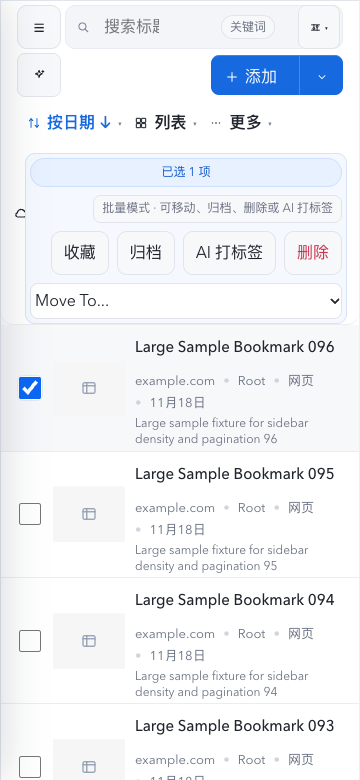 搜索标题
关键词
添加
按日期 ↓ 列表 更多
已选 1 项
批量模式 · 可移动、归档、删除或 AI 打标签
收藏 归档 AI 打标签 删除
Move To...
Large Sample Bookmark 096
example.com • Root • 网页
• 11月18日
Large sample fixture for sidebar
density and pagination 96
Large Sample Bookmark 095
example.com • Root • 网页
• 11月18日
Large sample fixture for sidebar
density and pagination 95
Large Sample Bookmark 094
example.com • Root • 网页
• 11月18日
Large sample fixture for sidebar
density and pagination 94
Large Sample Bookmark 093
example.com • Root • 网页
• 11月18日